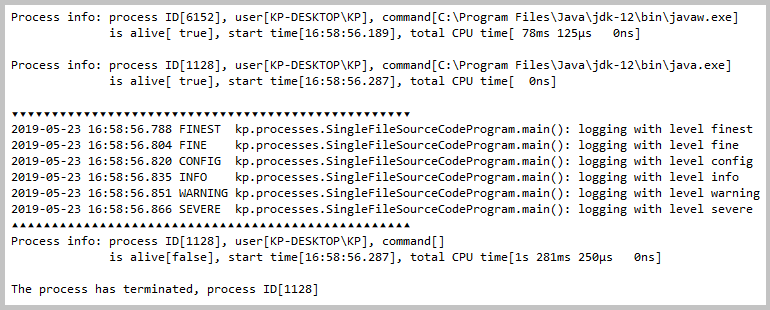 Process info: process ID[6152], user[KP-DESKTOP\KP], command[C:\Program Files\Java\jdk-12\bin\javaw.exe]
is alive[ true], start time[16:58:56.189], total CPU time[ 78ms 125µs   0ns]
Process info: process ID[1128], user[KP-DESKTOP\KP], command[C:\Program Files\Java\jdk-12\bin\java.exe]
is alive[ true], start time[16:58:56.287], total CPU time[  0ns]
▼▼▼▼▼▼▼▼▼▼▼▼▼▼▼▼▼▼▼▼▼▼▼▼▼▼▼▼▼▼▼▼▼▼▼▼▼▼▼▼▼▼▼▼▼▼▼▼▼▼
2019-05-23 16:58:56.788 FINEST  kp.processes.SingleFileSourceCodeProgram.main(): logging with level finest
2019-05-23 16:58:56.804 FINE    kp.processes.SingleFileSourceCodeProgram.main(): logging with level fine
2019-05-23 16:58:56.820 CONFIG  kp.processes.SingleFileSourceCodeProgram.main(): logging with level config
2019-05-23 16:58:56.835 INFO    kp.processes.SingleFileSourceCodeProgram.main(): logging with level info
2019-05-23 16:58:56.851 WARNING kp.processes.SingleFileSourceCodeProgram.main(): logging with level warning
2019-05-23 16:58:56.866 SEVERE  kp.processes.SingleFileSourceCodeProgram.main(): logging with level severe
▲▲▲▲▲▲▲▲▲▲▲▲▲▲▲▲▲▲▲▲▲▲▲▲▲▲▲▲▲▲▲▲▲▲▲▲▲▲▲▲▲▲▲▲▲▲▲▲▲▲
Process info: process ID[1128], user[KP-DESKTOP\KP], command[]
is alive[false], start time[16:58:56.287], total CPU time[1s 281ms 250µs   0ns]
The process has terminated, process ID[1128]